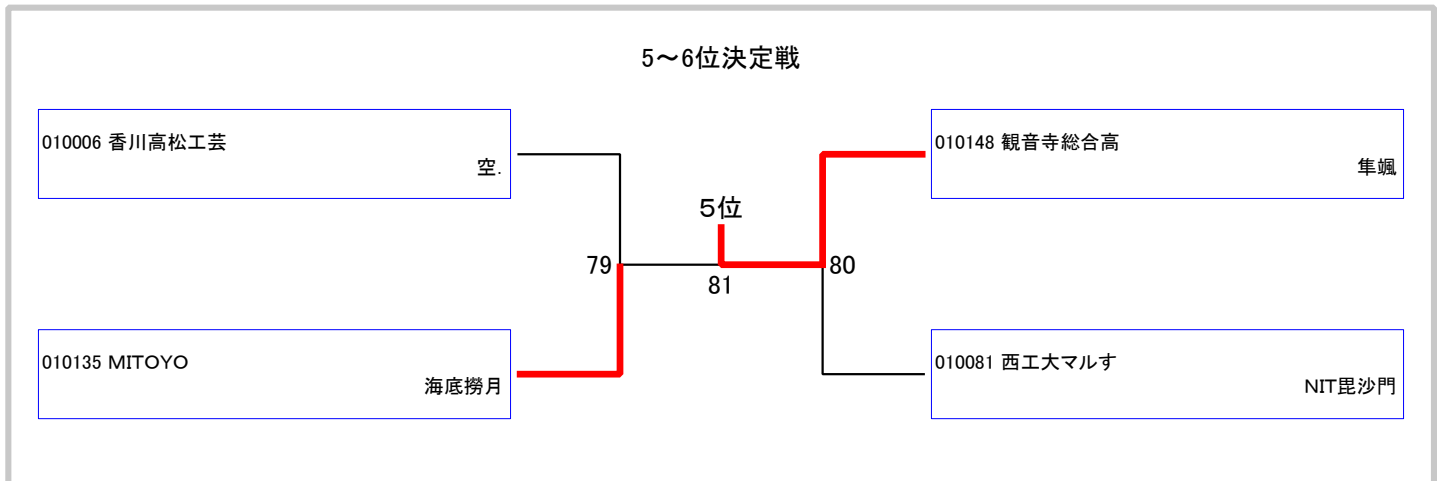 5～6位決定戦
010006 香川高松工芸
空.
010148 観音寺総合高
隼颯
5位
79
80
81
010135 MITOYO
海底撈月
010081 西工大マルす
NIT毘沙門